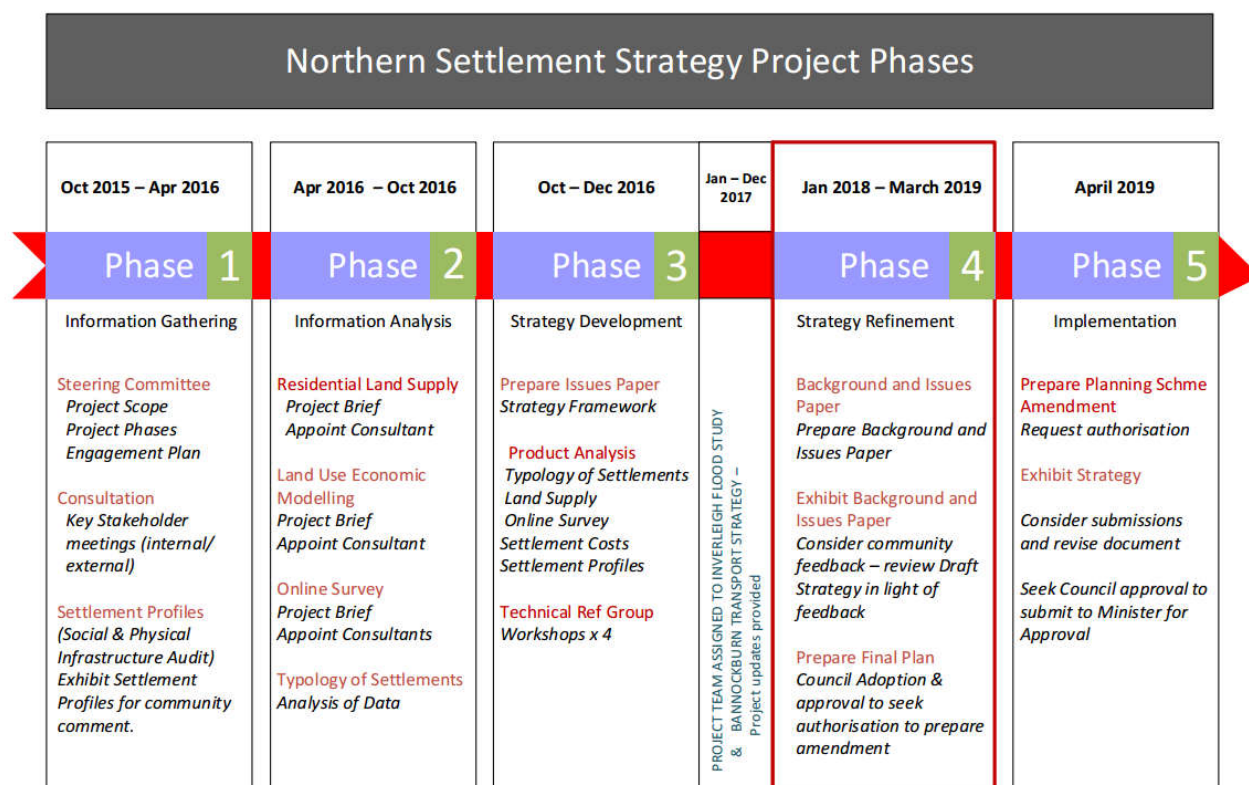 Northern Settlement Strategy Project Phases
Oct 2015 – Apr 2016
Phase 1
Information Gathering
Steering Committee
Project Scope
Project Phases
Engagement Plan
Consultation
Key Stakeholder
meetings (internal/
external)
Settlement Profiles
(Social & Physical
Infrastructure Audit)
Exhibit Settlement
Profiles for community
comment.
Apr 2016 – Oct 2016
Phase 2
Information Analysis
Residential Land Supply
Project Brief
Appoint Consultant
Land Use Economic
Modelling
Project Brief
Appoint Consultant
Online Survey
Project Brief
Appoint Consultants
Typology of Settlements
Analysis of Data
Oct – Dec 2016
Phase 3
Strategy Development
Prepare Issues Paper
Strategy Framework
Product Analysis
Typology of Settlements
Land Supply
Online Survey
Settlement Costs
Settlement Profiles
Technical Ref Group
Workshops x 4
Jan – Dec
2017
PROJECT TEAM ASSIGNED TO INVERLEIGH FLOOD STUDY
& BANNOCKBURN TRANSPORT STRATEGY –
Project updates provided
Jan 2018 – March 2019
Phase 4
Strategy Refinement
Background and Issues
Paper
Prepare Background and
Issues Paper
Exhibit Background and
Issues Paper
Consider community
feedback – review Draft
Strategy in light of
feedback
Prepare Final Plan
Council Adoption &
approval to seek
authorisation to prepare
amendment
April 2019
Phase 5
Implementation
Prepare Planning Schme
Amendment
Request authorisation
Exhibit Strategy
Consider submissions
and revise document
Seek Council approval to
submit to Minister for
Approval